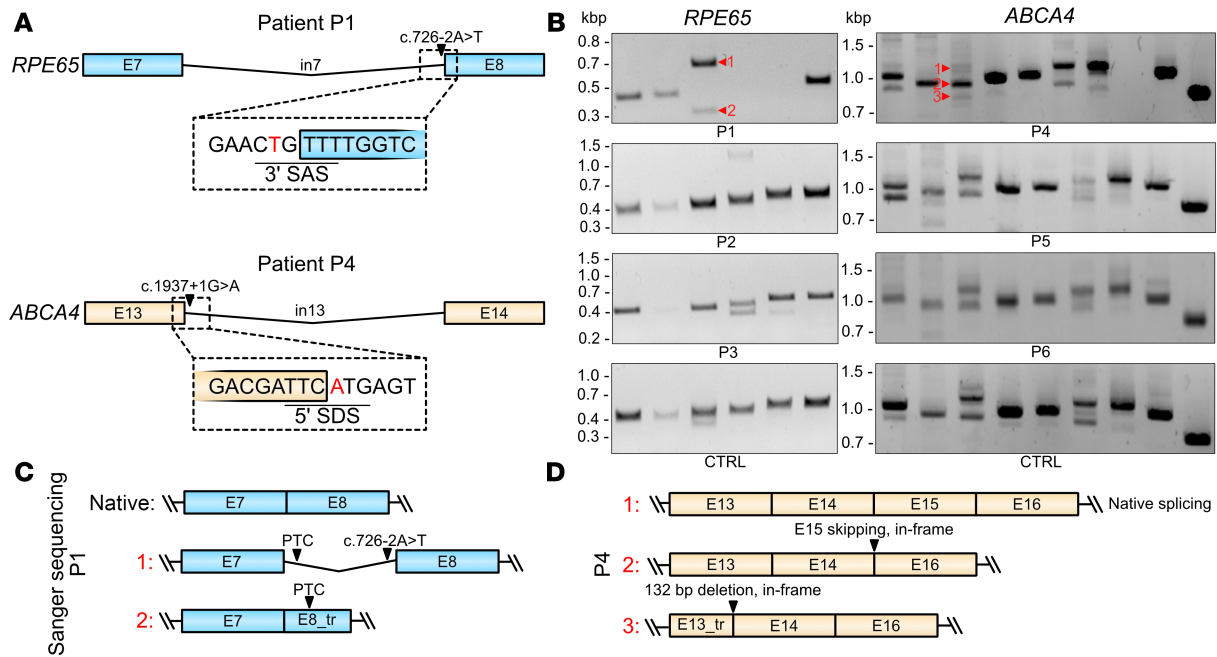 A
Patient P1
c.726-2A>T
RPE65
E7
in7
E8
GAACTGTTTTGGTC
3' SAS
Patient P4
c.1937+1G>A
ABCA4
E13
in13
E14
GACGATTCATGAGT
5' SDS
B
kbp
RPE65
kbp
ABCA4
0.8
0.7
0.5
0.3
1
2
P1
1.5
1.0
0.7
1
2
3
P4
1.5
1.0
0.7
0.4
0.3
P2
1.5
1.0
0.7
P5
1.5
1.0
0.7
0.4
0.2
P3
1.5
1.0
0.7
P6
1.0
0.7
0.4
0.3
CTRL
1.5
1.0
0.7
CTRL
C
Sanger sequencing
P1
Native:
E7
E8
1:
E7
PTC
c.726-2A>T
E8
2:
E7
PTC
E8_tr
D
P4
1:
E13
E14
E15
E16
Native splicing
E15 skipping, in-frame
2:
E13
E14
E16
132 bp deletion, in-frame
3:
E13_tr
E14
E16